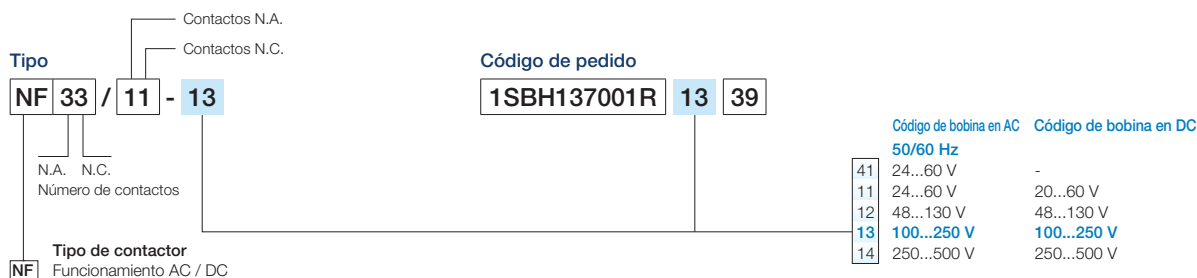 Contactos N.A.
Contactos N.C.
Tipo
Código de pedido
NF 33 / 11 - 13
1SBH137001R 13 39
Código de bobina en AC Código de bobina en DC
50/60 Hz
N.A. N.C.
Número de contactos
41 24...60 V -
11 24...60 V 20...60 V
12 48...130 V 48...130 V
13 100...250 V 100...250 V
14 250...500 V 250...500 V
Tipo de contactor
NF Funcionamiento AC / DC